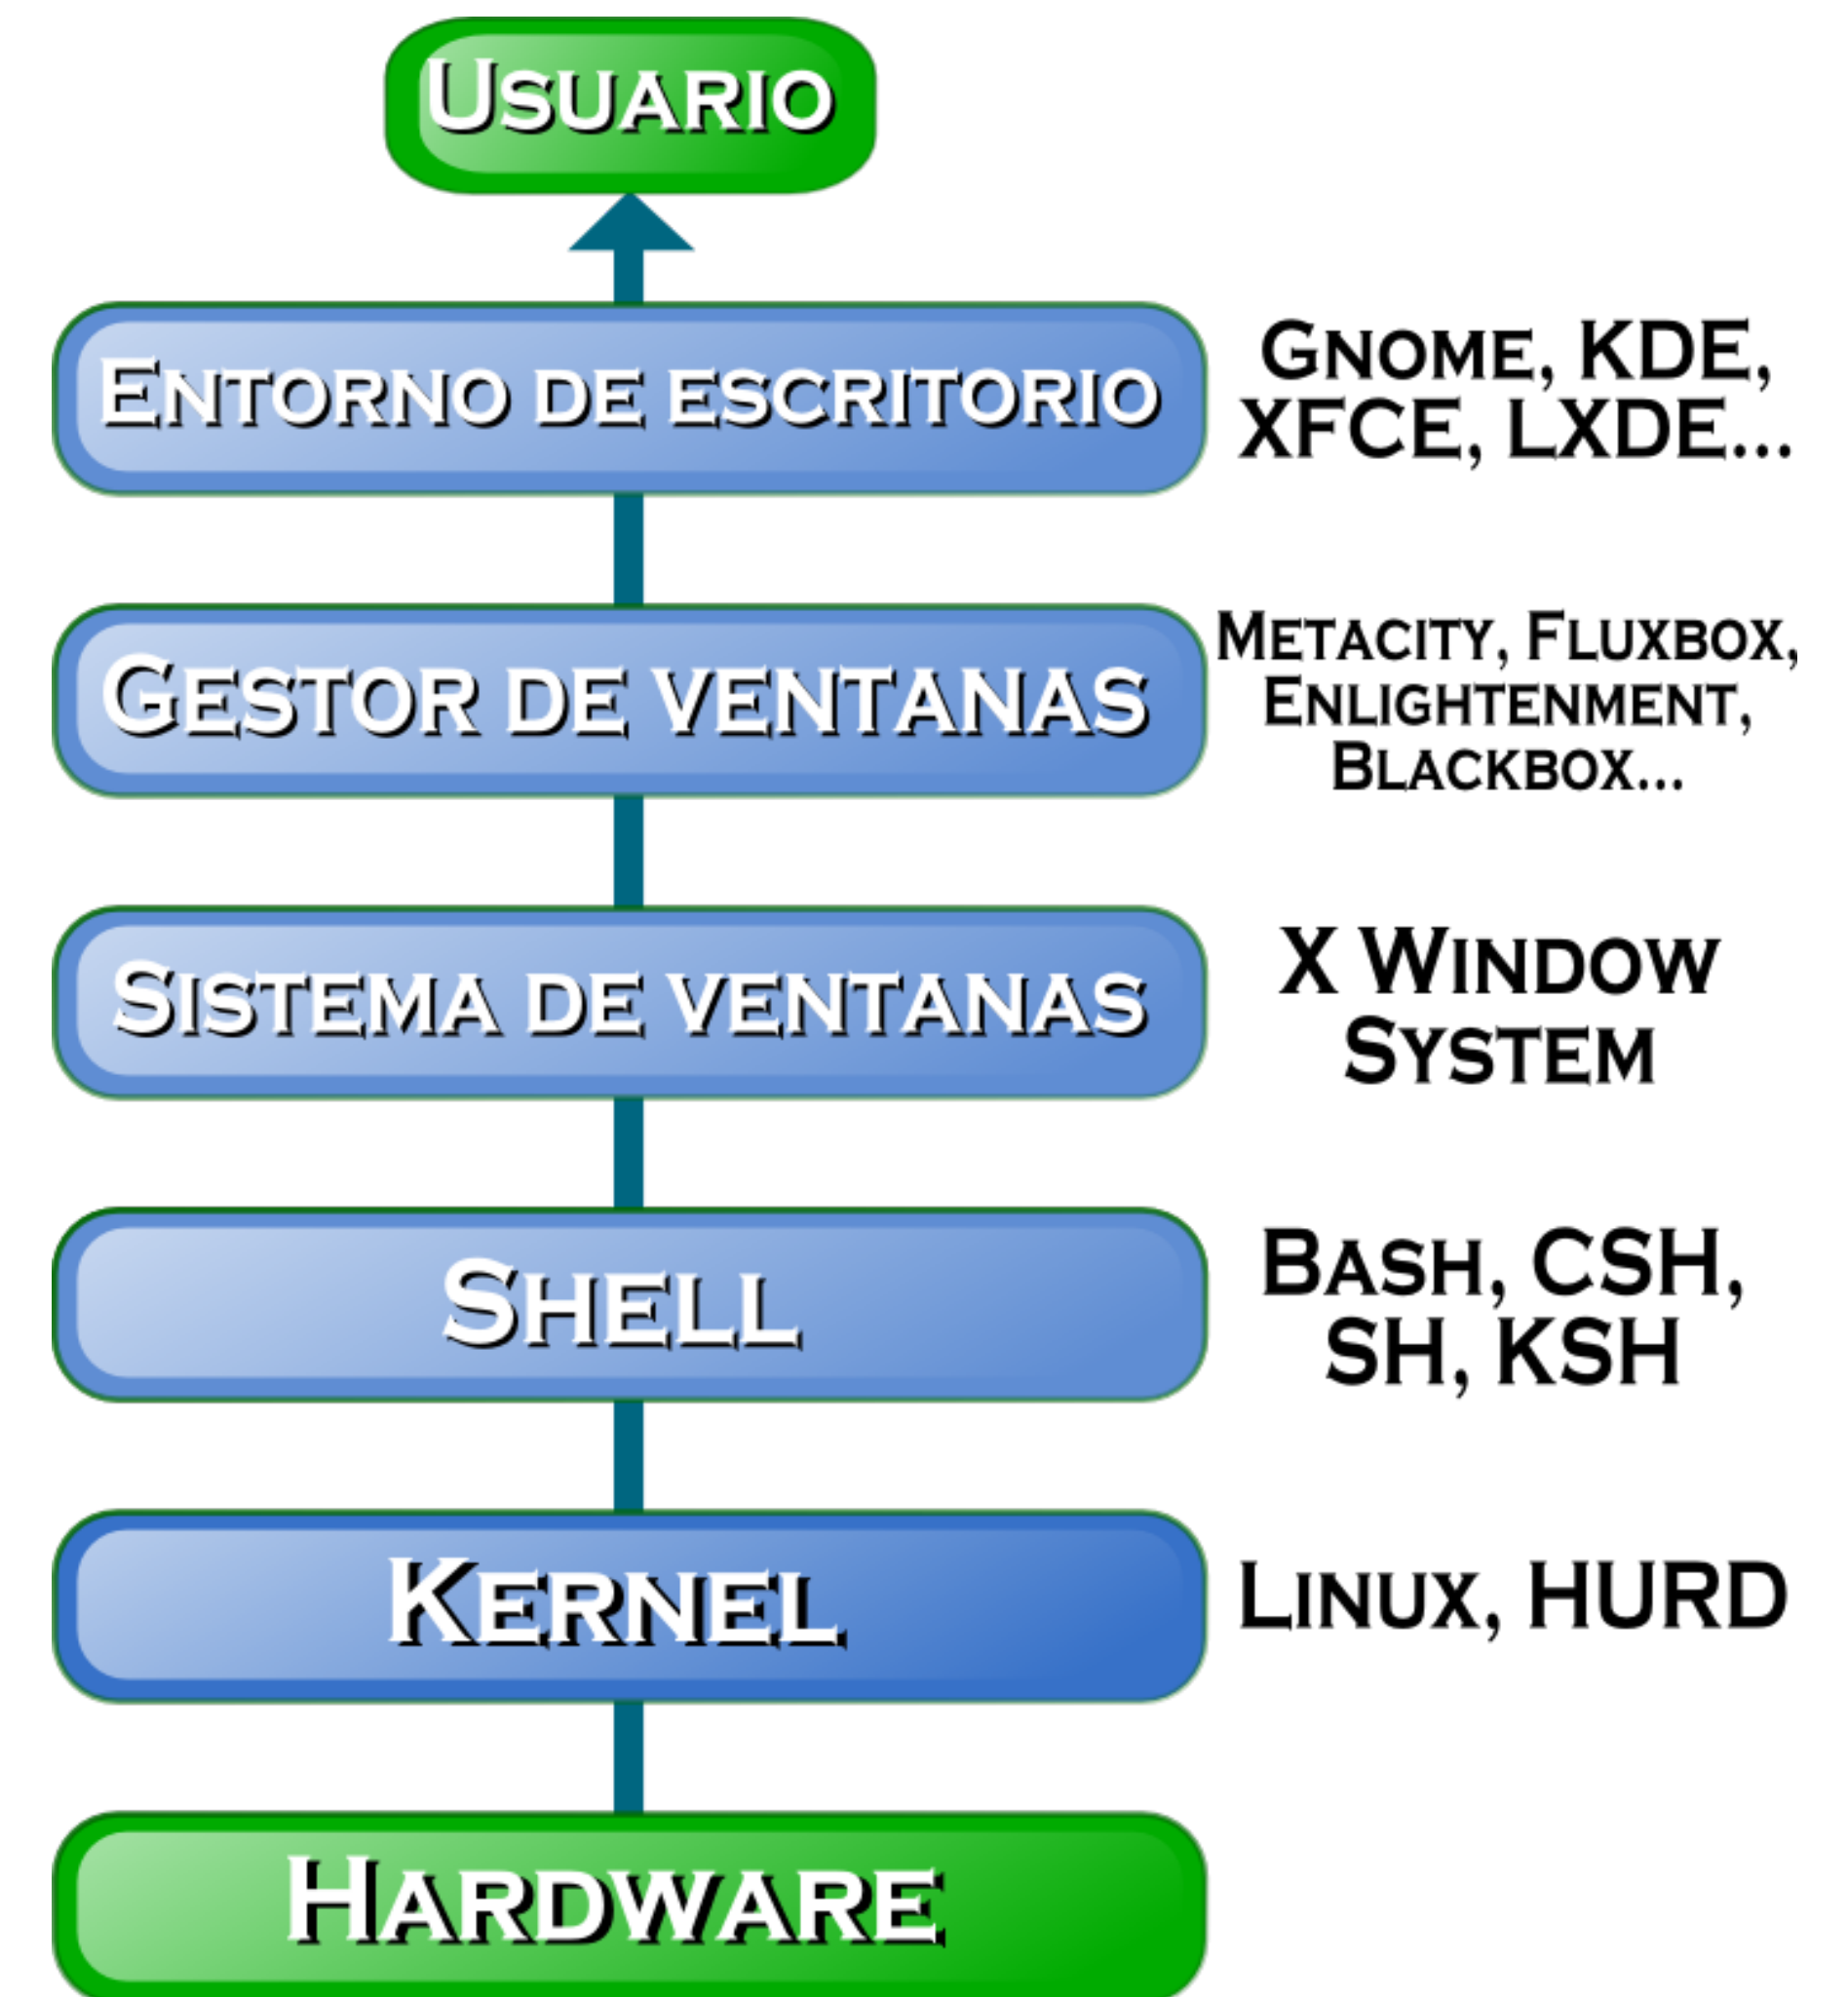 Usuario
Entorno de escritorio
Gnome, KDE,
XFCE, LXDE...
Gestor de ventanas
Metacity, Fluxbox,
Enlightenment,
Blackbox...
Sistema de ventanas
X Window
System
Shell
Bash, CSH,
SH, KSH
Kernel
Linux, HURD
Hardware